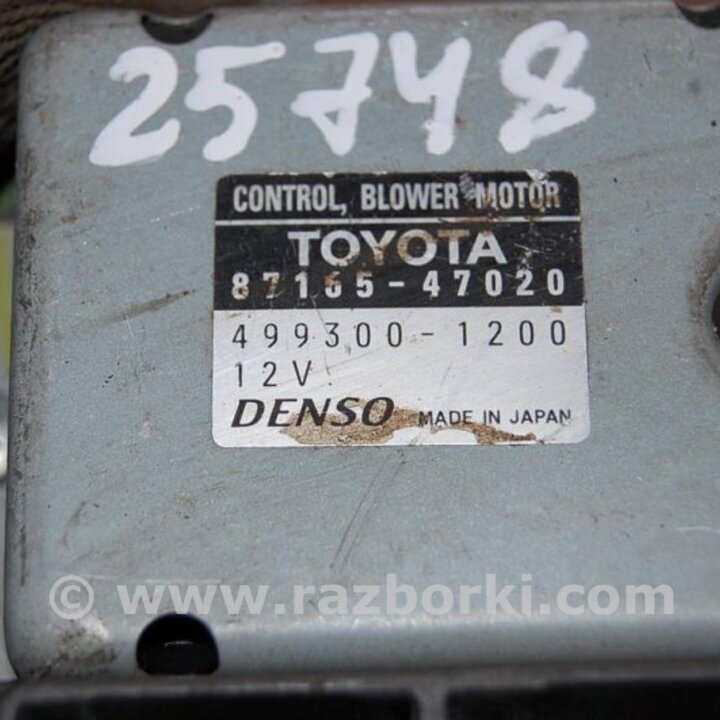 25748
CONTROL, BLOWER MOTOR
TOYOTA
87165-47020
499300-1200
12V
DENSO MADE IN JAPAN
© www.razborki.com